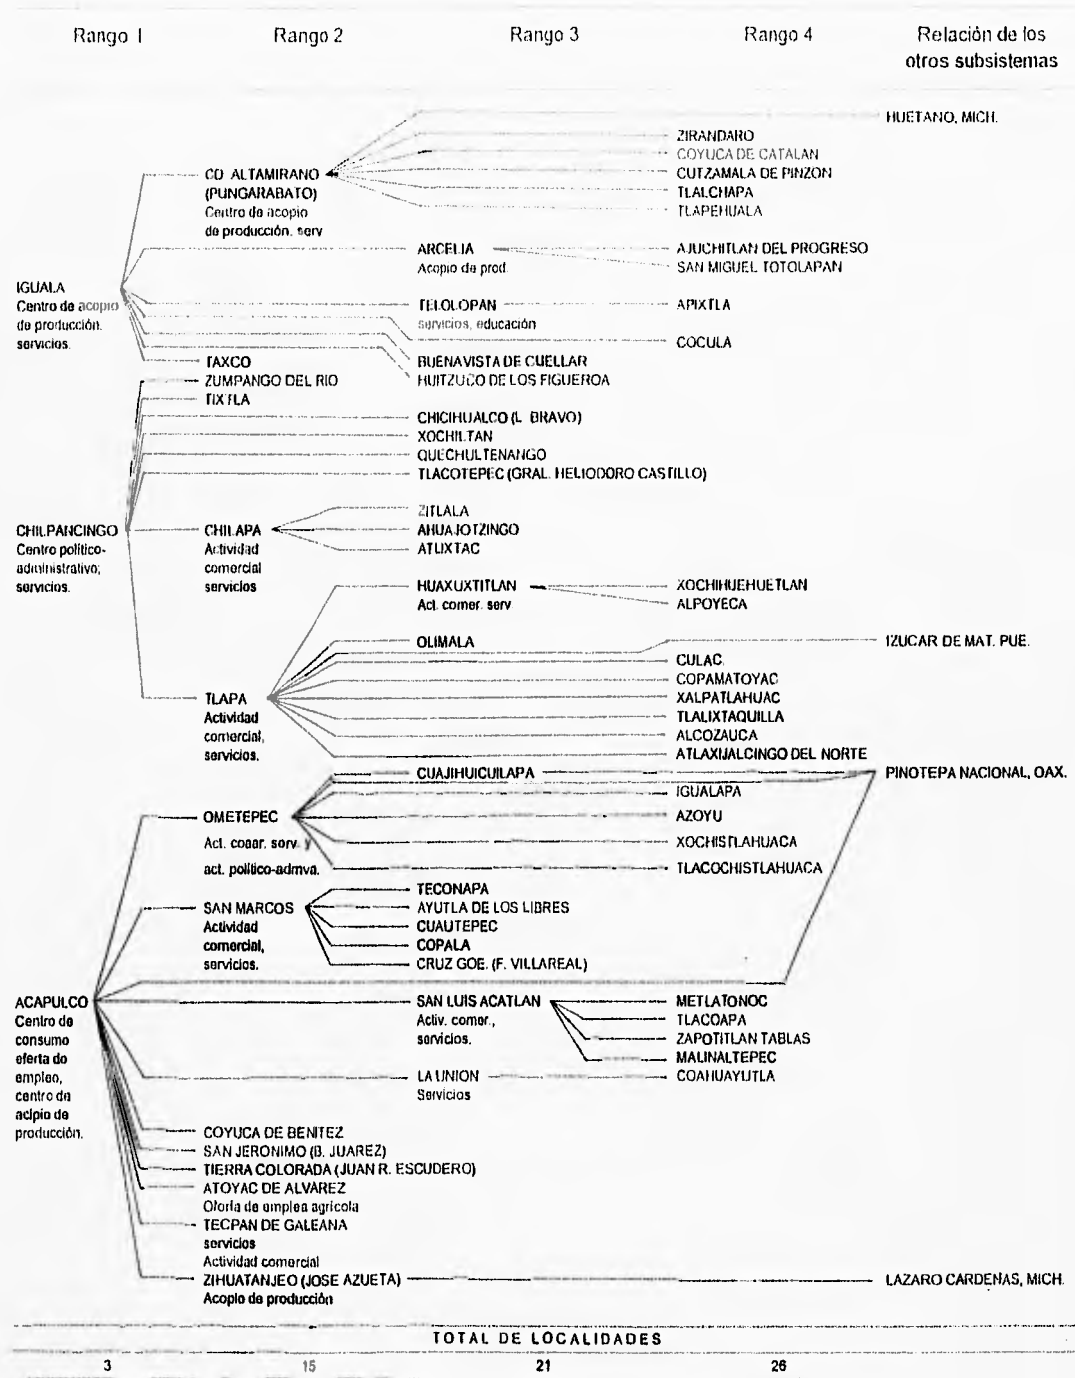 Rango 1 Rango 2 Rango 3 Rango 4 Relación de los
otros subsistemas
HUETANO, MICH.
ZIRANDARO
COYUCA DE CATALAN
CD ALTAMIRANO CUTZAMALA DE PINZON
(PUNGARABATO) TLALCHAPA
Centro de acopio TLAPEHUALA
de producción. serv
ARCELIA AJUCHITLAN DEL PROGRESO
Acopio de prod. SAN MIGUEL TOTOLAPAN
IGUALA
Centro de acopio TELOLOPAN APIXTLA
de producción. servicios, educación
servicios. COCULA
TAXCO BUENAVISTA DE CUELLAR
ZUMPANGO DEL RIO HUITZUCO DE LOS FIGUEROA
TIXTLA
CHICIHUALCO (L. BRAVO)
XOCHILTAN
QUECHULTENANGO
TLACOTEPEC (GRAL. HELIODORO CASTILLO)
ZITLALA
CHILPANCINGO CHILAPA AHUAJOTZINGO
Centro político- Actividad ATLIXTAC
administrativo; comercial
servicios. servicios HUAXUXTITLAN XOCHIHUEHUETLAN
Act. comer. serv ALPOYECA
OLIMALA IZUCAR DE MAT. PUE.
CULAC.
COPAMATOYAC
TLAPA XALPATLAHUAC
Actividad TLALIXTAQUILLA
comercial, ALCOZAUCA
servicios. ATLAXIJALCINGO DEL NORTE
CUAJIHUICUILAPA PINOTEPA NACIONAL, OAX.
IGUALAPA
OMETEPEC AZOYU
Act. coaar. serv. y XOCHISTLAHUACA
act. político-admva. TLACOCHISTLAHUACA
TECONAPA
SAN MARCOS AYUTLA DE LOS LIBRES
Actividad CUAUTEPEC
comercial, COPALA
servicios. CRUZ GOE. (F. VILLAREAL)
ACAPULCO SAN LUIS ACATLAN METLATONOC
Centro de Activ. comer., TLACOAPA
consumo servicios. ZAPOTITLAN TABLAS
oferta do MALINALTEPEC
empleo, LA UNION COAHUAYUTLA
centro de Servicios
acipio de
producción. COYUCA DE BENITEZ
SAN JERONIMO (B. JUAREZ)
TIERRA COLORADA (JUAN R. ESCUDERO)
ATOYAC DE ALVAREZ
Oferta de emplea agrícola
TECPAN DE GALEANA
servicios
Actividad comercial
ZIHUATANJEO (JOSE AZUETA) LAZARO CARDENAS, MICH.
Acopio de producción
TOTAL DE LOCALIDADES
3 15 21 26